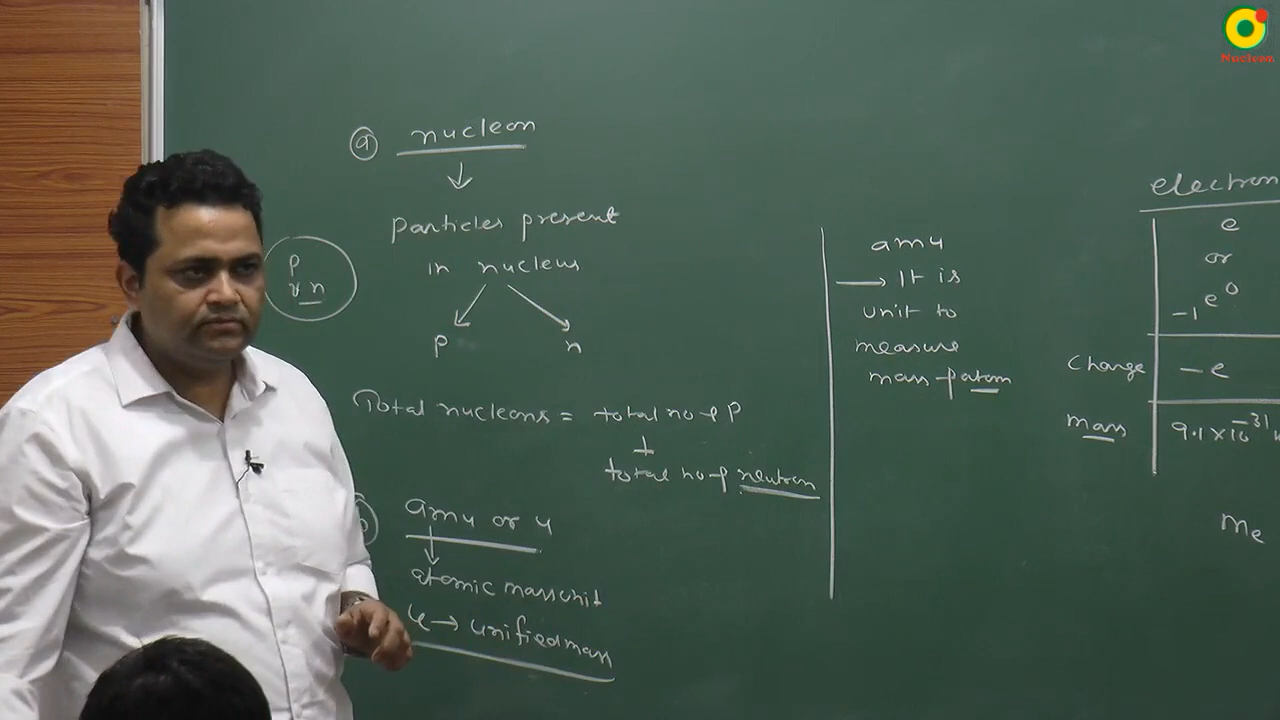 Nucleon
a nucleon
Particles present
in nucleus
P n
P
n
Total nucleons = total no of P
+
total no of neutron
b
amu or u
atomic mass unit
u → unified mass
amu
→ It is
unit to
measure
mass of atom
electron
e
or
-1e⁰
Charge -e
mass 9.1 × 10⁻³¹ k
me